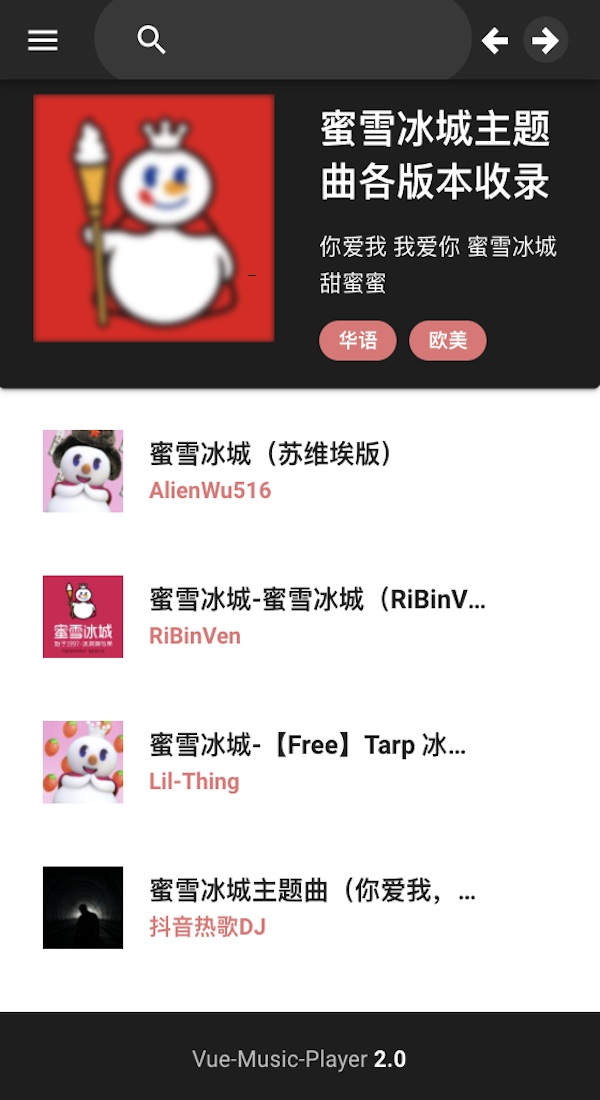 蜜雪冰城主题
曲各版本收录
你爱我 我爱你 蜜雪冰城
甜蜜蜜
华语 欧美
蜜雪冰城（苏维埃版）
AlienWu516
蜜雪冰城
蜜雪冰城-蜜雪冰城（RiBinV...
RiBinVen
蜜雪冰城-【Free】Tarp 冰...
Lil-Thing
蜜雪冰城主题曲（你爱我，...
抖音热歌DJ
Vue-Music-Player 2.0